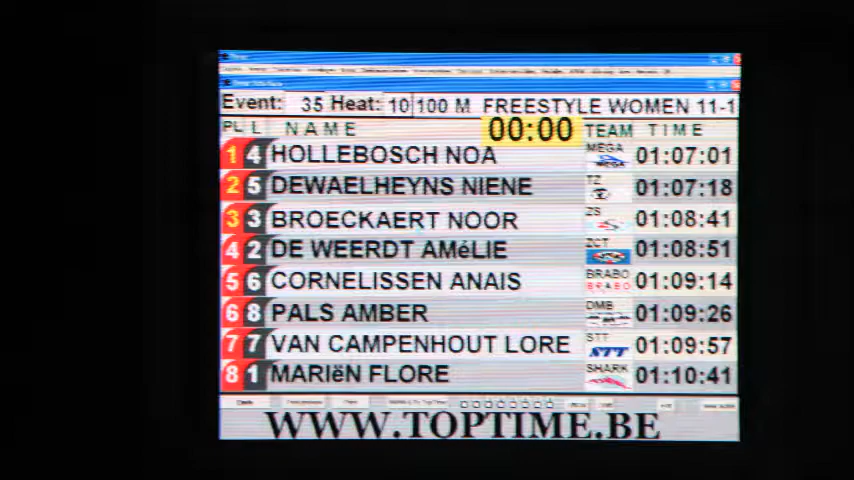 Event: 35 Heat: 10 100 M FREESTYLE WOMEN 11-1
PL L NAME 00:00 TEAM TIME
1 4 HOLLEBOSCH NOA MEGA MEGA 01:07:01
2 5 DEWAELHEYNS NIENE TZ 01:07:18
3 3 BROECKAERT NOOR ZS 01:08:41
4 2 DE WEERDT AMéLIE ZCT 01:08:51
5 6 CORNELISSEN ANAIS BRABO BRABO 01:09:14
6 8 PALS AMBER DMB 01:09:26
7 7 VAN CAMPENHOUT LORE STT STT 01:09:57
8 1 MARIëN FLORE SHARK 01:10:41
WWW.TOPTIME.BE